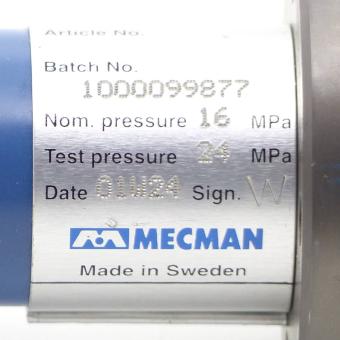 Article No.
Batch No.
1000099877
Nom. pressure 16 MPa
Test pressure 24 MPa
Date 01W24 Sign. W
MECMAN
Made in Sweden